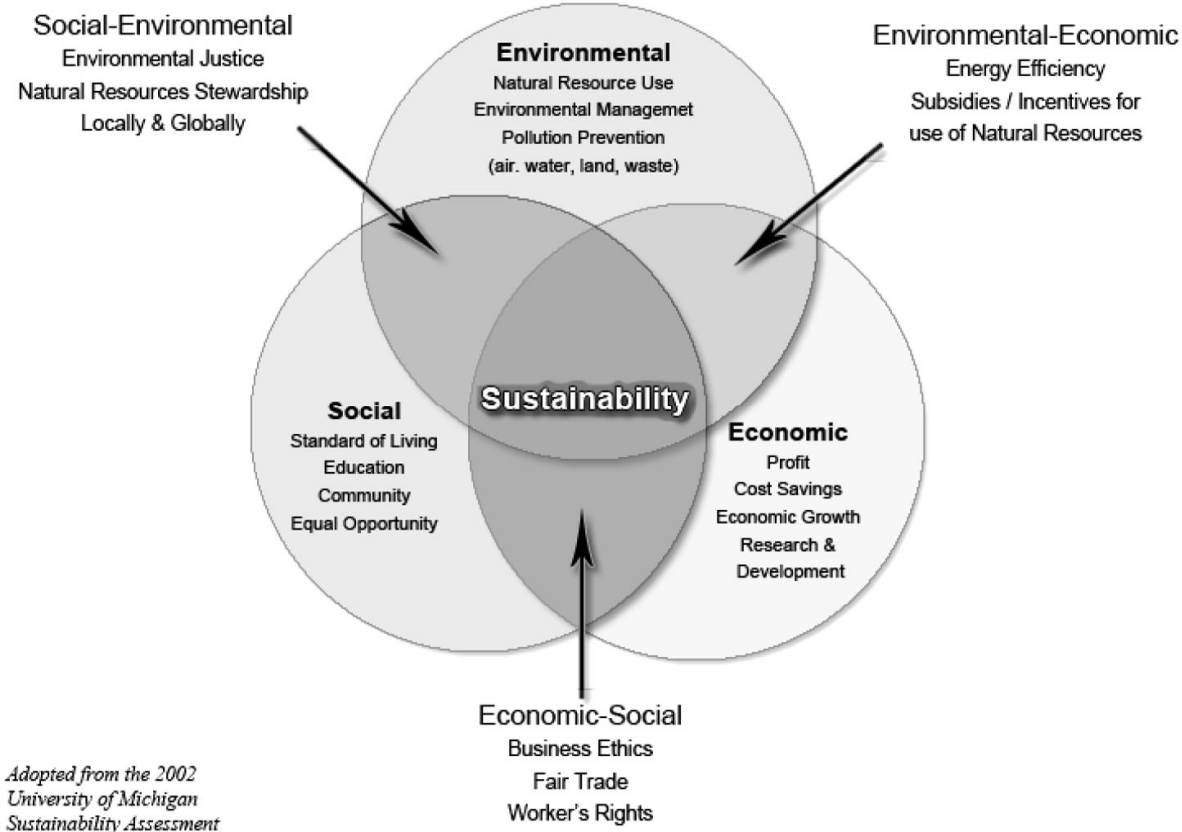 Social-Environmental
Environmental Justice
Natural Resources Stewardship
Locally & Globally
Environmental
Natural Resource Use
Environmental Managemet
Pollution Prevention
(air. water, land, waste)
Environmental-Economic
Energy Efficiency
Subsidies / Incentives for
use of Natural Resources
Sustainability
Social
Standard of Living
Education
Community
Equal Opportunity
Economic
Profit
Cost Savings
Economic Growth
Research &
Development
Economic-Social
Business Ethics
Fair Trade
Worker's Rights
Adopted from the 2002
University of Michigan
Sustainability Assessment